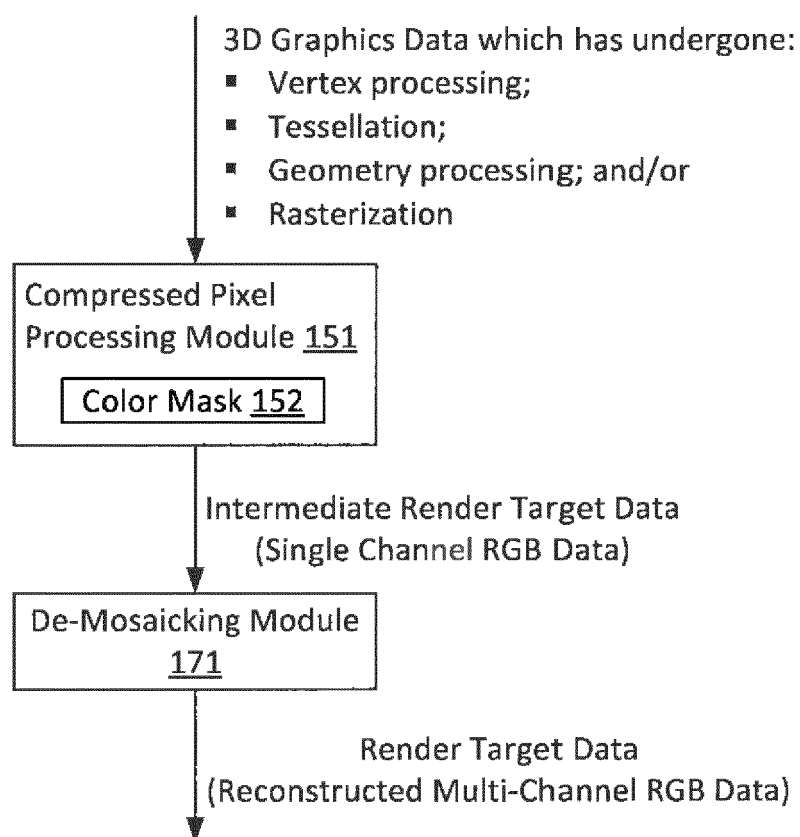 3D Graphics Data which has undergone:
▪ Vertex processing;
▪ Tessellation;
▪ Geometry processing; and/or
▪ Rasterization
Compressed Pixel
Processing Module 151
Color Mask 152
Intermediate Render Target Data
(Single Channel RGB Data)
De-Mosaicking Module
171
Render Target Data
(Reconstructed Multi-Channel RGB Data)